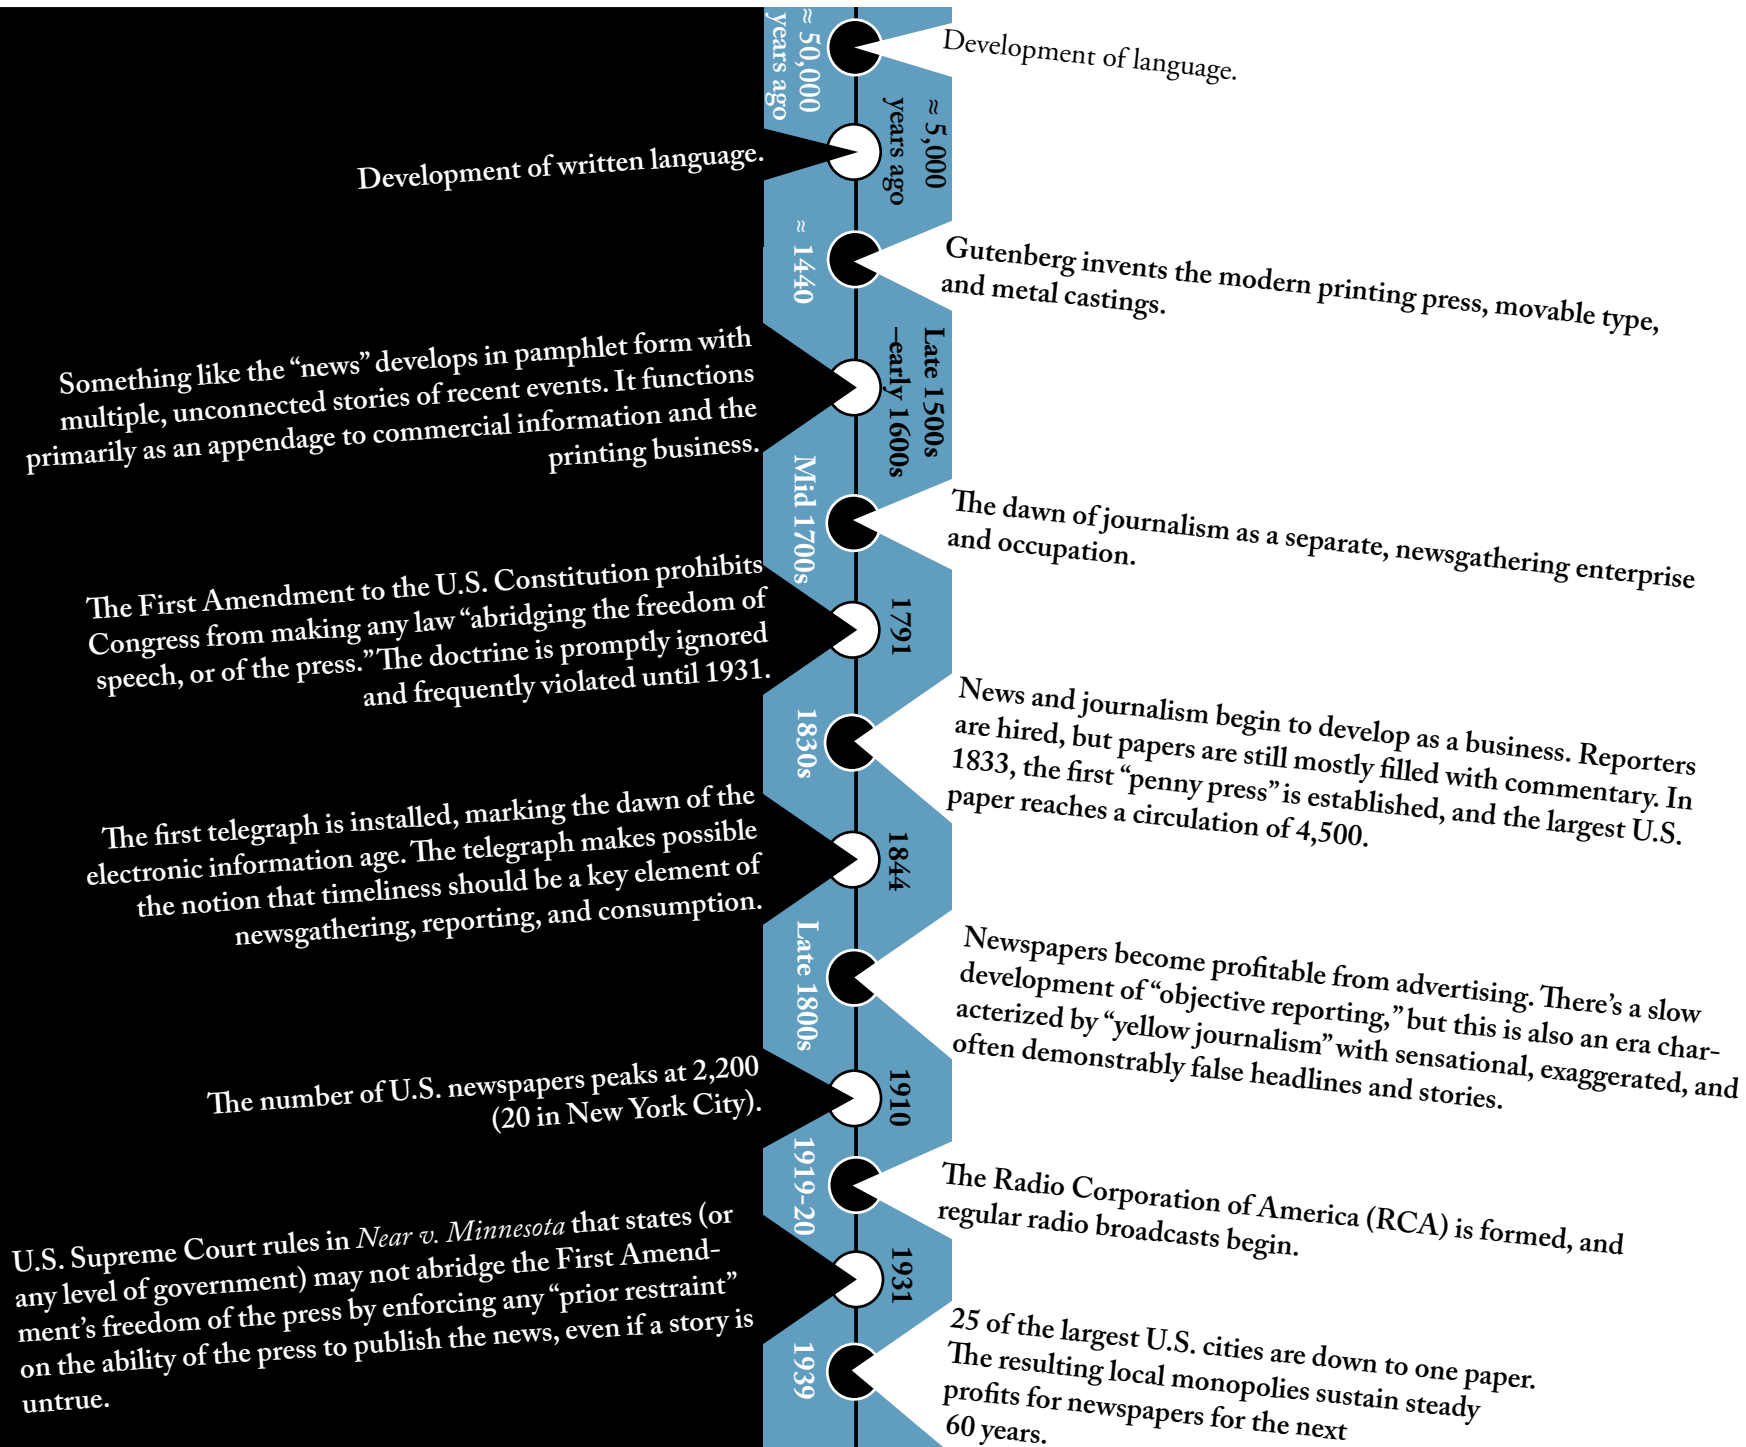 ≈ 50,000
years ago
Development of language.
≈ 5,000
years ago
Development of written language.
≈ 1440
Gutenberg invents the modern printing press, movable type,
and metal castings.
Late 1500s
–early 1600s
Something like the “news” develops in pamphlet form with
multiple, unconnected stories of recent events. It functions
primarily as an appendage to commercial information and the
printing business.
Mid 1700s
The dawn of journalism as a separate, newsgathering enterprise
and occupation.
1791
The First Amendment to the U.S. Constitution prohibits
Congress from making any law “abridging the freedom of
speech, or of the press.” The doctrine is promptly ignored
and frequently violated until 1931.
1830s
News and journalism begin to develop as a business. Reporters
are hired, but papers are still mostly filled with commentary. In
1833, the first “penny press” is established, and the largest U.S.
paper reaches a circulation of 4,500.
1844
The first telegraph is installed, marking the dawn of the
electronic information age. The telegraph makes possible
the notion that timeliness should be a key element of
newsgathering, reporting, and consumption.
Late 1800s
Newspapers become profitable from advertising. There’s a slow
development of “objective reporting,” but this is also an era char-
acterized by “yellow journalism” with sensational, exaggerated, and
often demonstrably false headlines and stories.
1910
The number of U.S. newspapers peaks at 2,200
(20 in New York City).
1919-20
The Radio Corporation of America (RCA) is formed, and
regular radio broadcasts begin.
1931
U.S. Supreme Court rules in Near v. Minnesota that states (or
any level of government) may not abridge the First Amend-
ment’s freedom of the press by enforcing any “prior restraint”
on the ability of the press to publish the news, even if a story is
untrue.
1939
25 of the largest U.S. cities are down to one paper.
The resulting local monopolies sustain steady
profits for newspapers for the next
60 years.